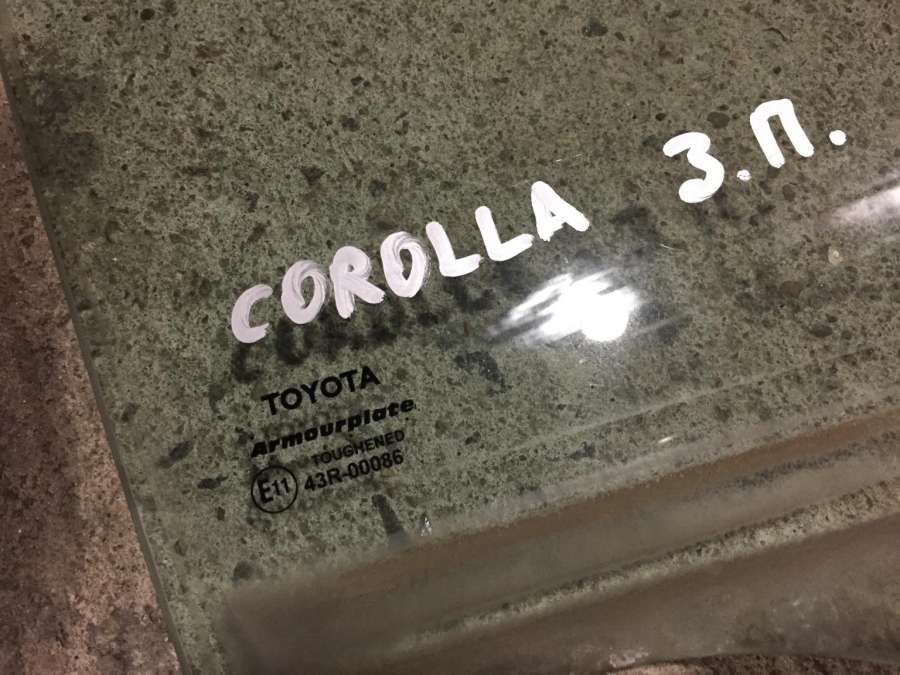 COROLLA З.П.
TOYOTA
Armourplate
TOUGHENED
E11 43R-00086